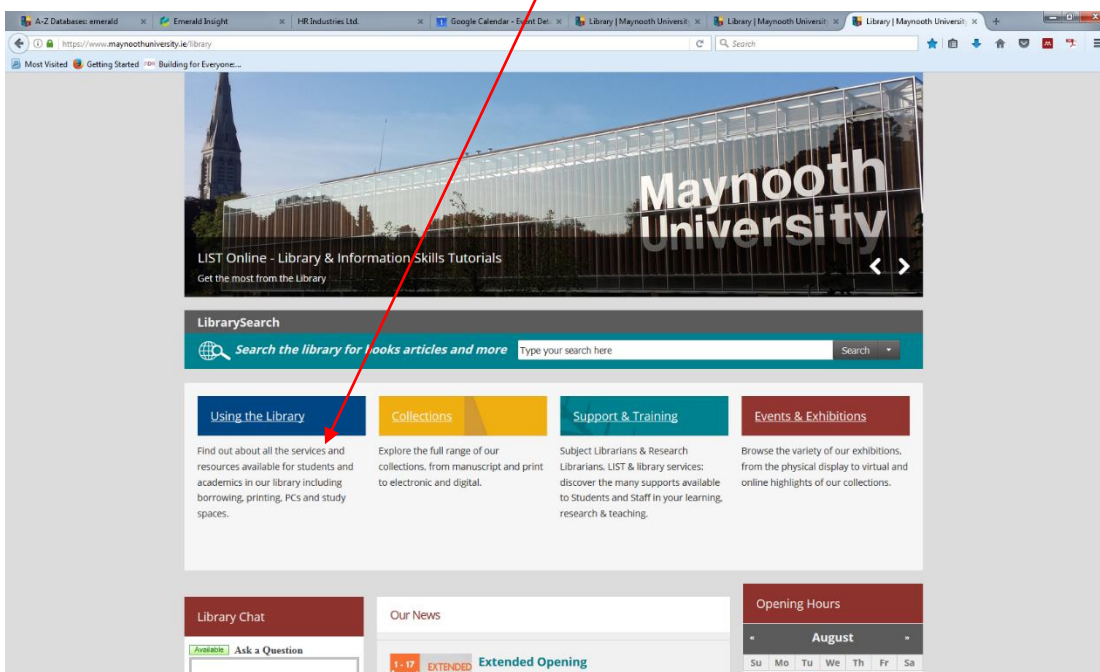 A-Z Databases: emerald
Emerald Insight
HR Industries Ltd.
Google Calendar - Event Det
Library | Maynooth Universit
Library | Maynooth Universit
Library | Maynooth Universit
https://www.maynoothuniversity.ie/library
Search
Most Visited
Getting Started
Building for Everyone:...
Maynooth
University
LIST Online - Library & Information Skills Tutorials
Get the most from the Library
LibrarySearch
Search the library for books articles and more
Type your search here
Search
Using the Library
Find out about all the services and
resources available for students and
academics in our library including
borrowing, printing, PCs and study
spaces.
Collections
Explore the full range of our
collections, from manuscript and print
to electronic and digital.
Support & Training
Subject Librarians & Research
Librarians, LIST & library services:
discover the many supports available
to Students and Staff in your learning,
research & teaching.
Events & Exhibitions
Browse the variety of our exhibitions,
from the physical display to virtual and
online highlights of our collections.
Library Chat
Available Ask a Question
Our News
1 - 17 EXTENDED
Extended Opening
Opening Hours
« August »
Su Mo Tu We Th Fr Sa